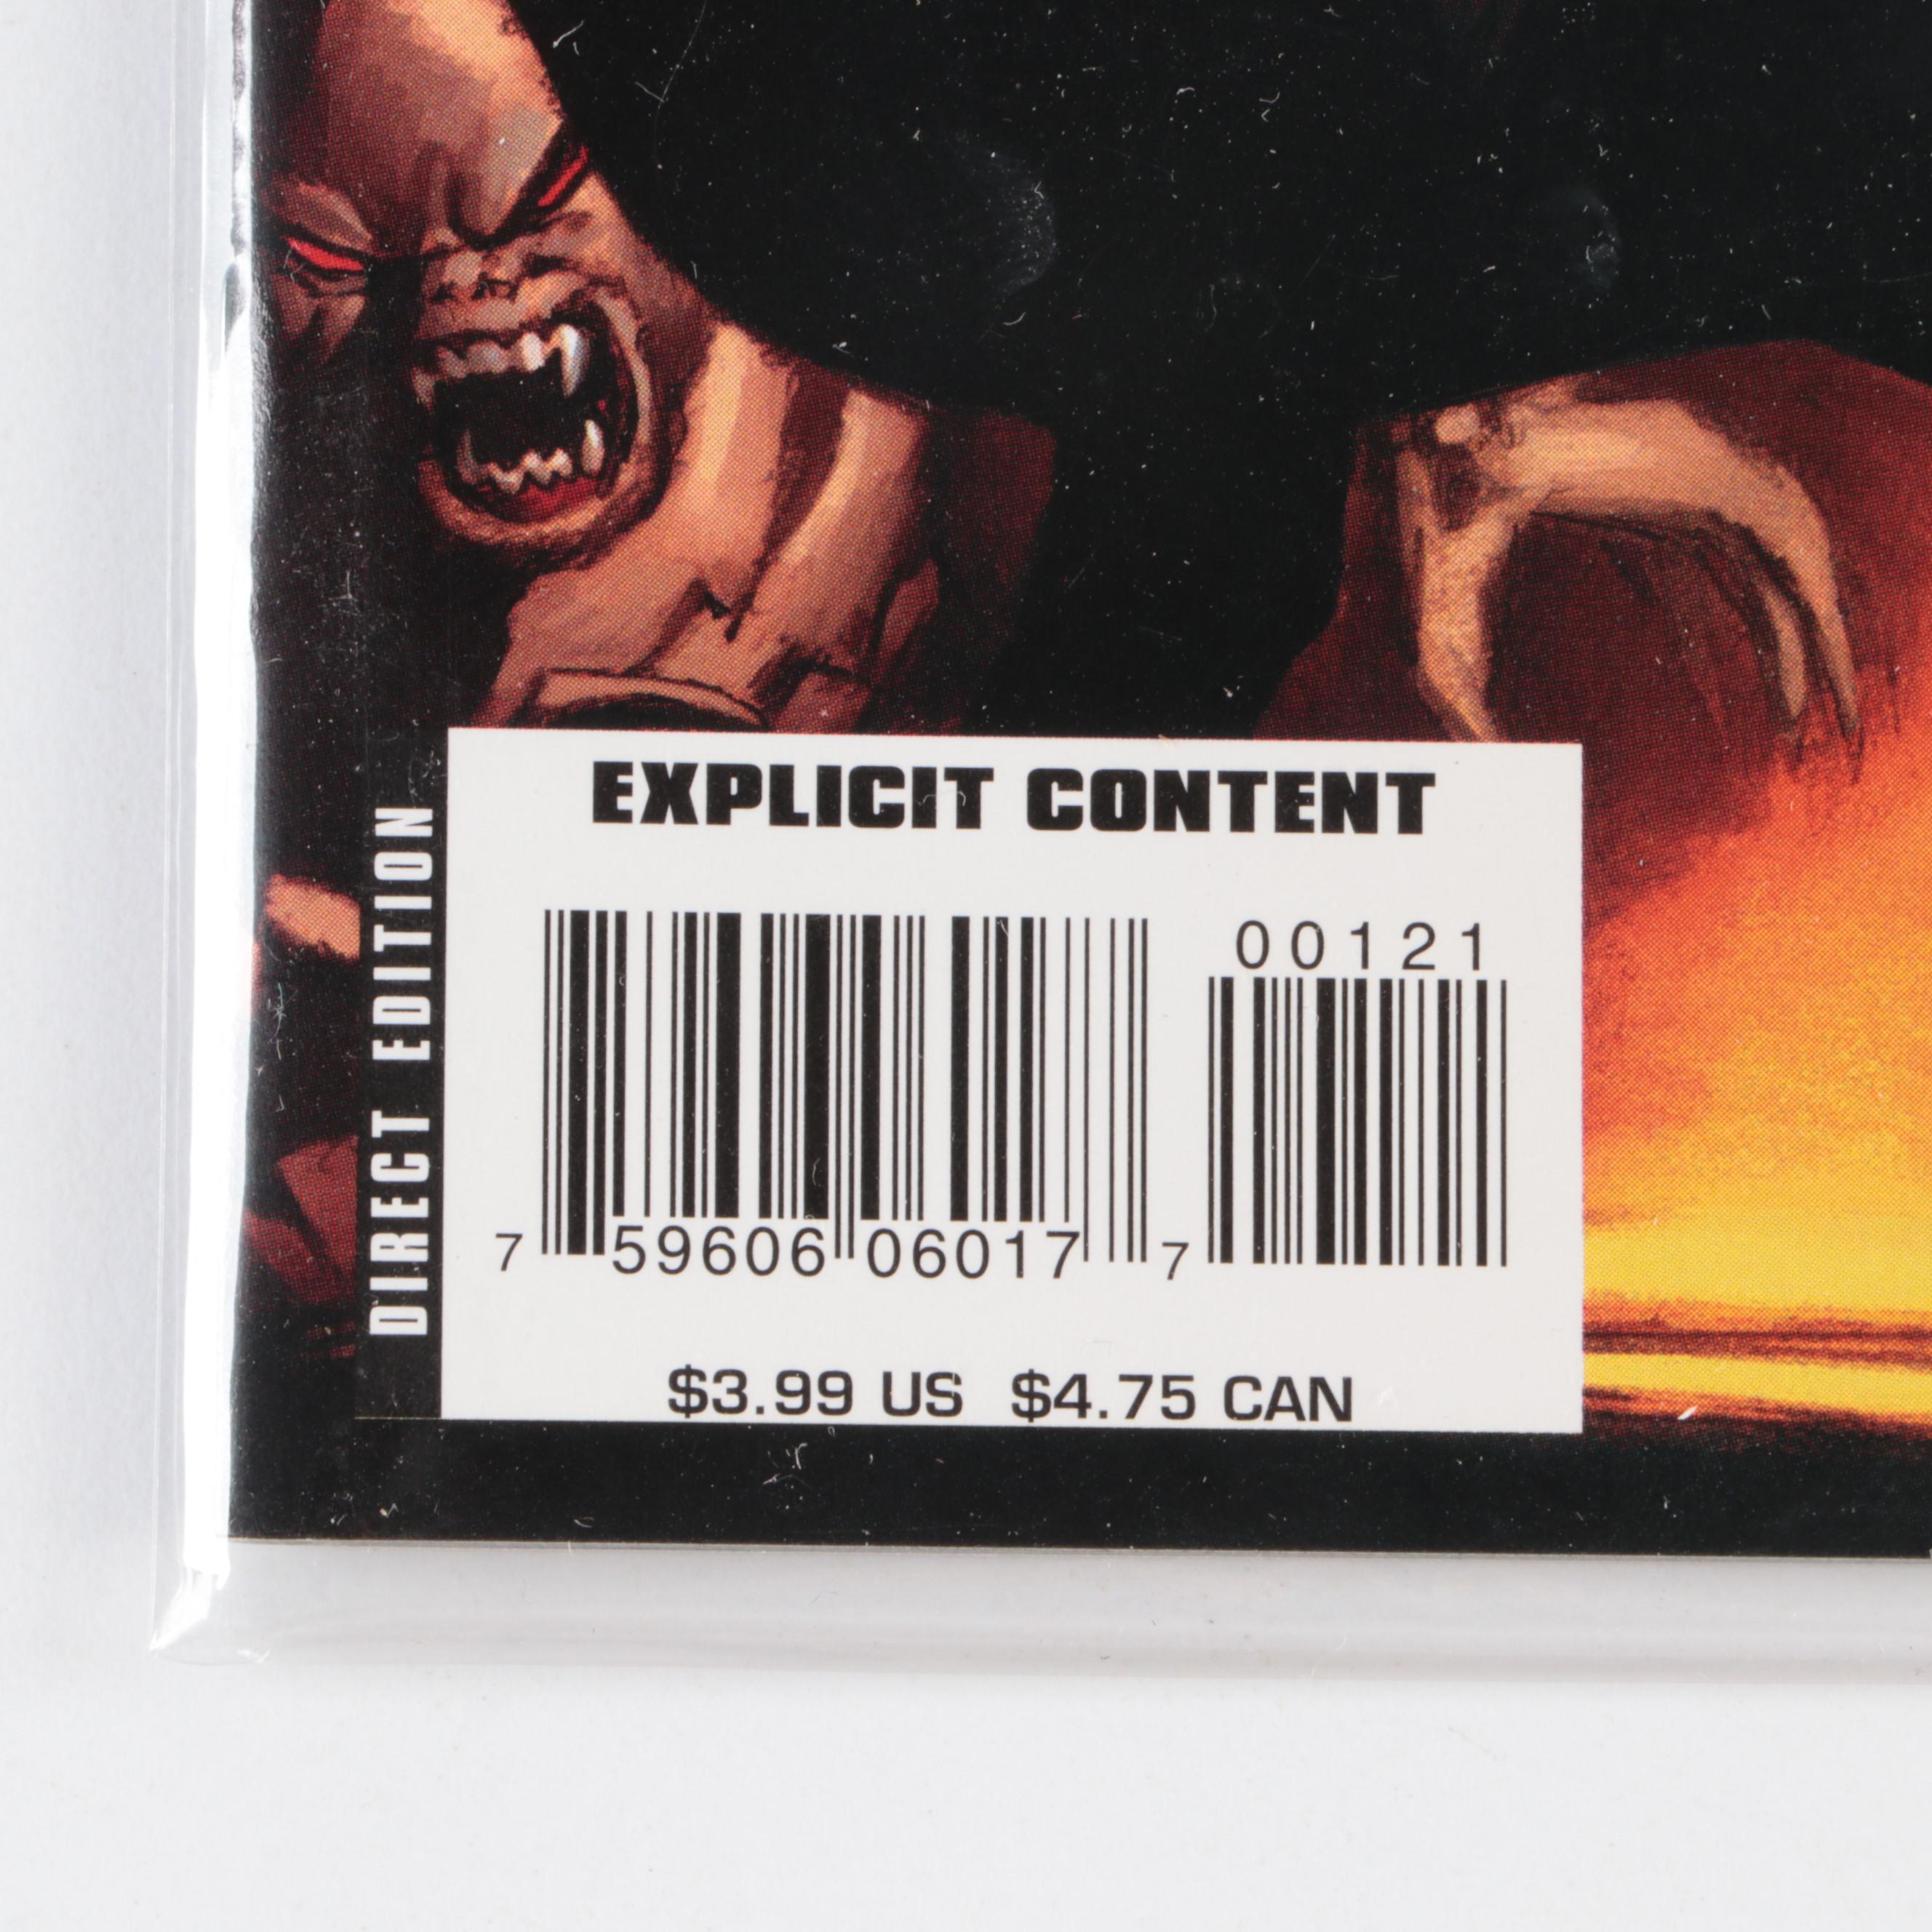 EXPLICIT CONTENT
DIRECT EDITION
00121
7 59606 06017 7
$3.99 US $4.75 CAN